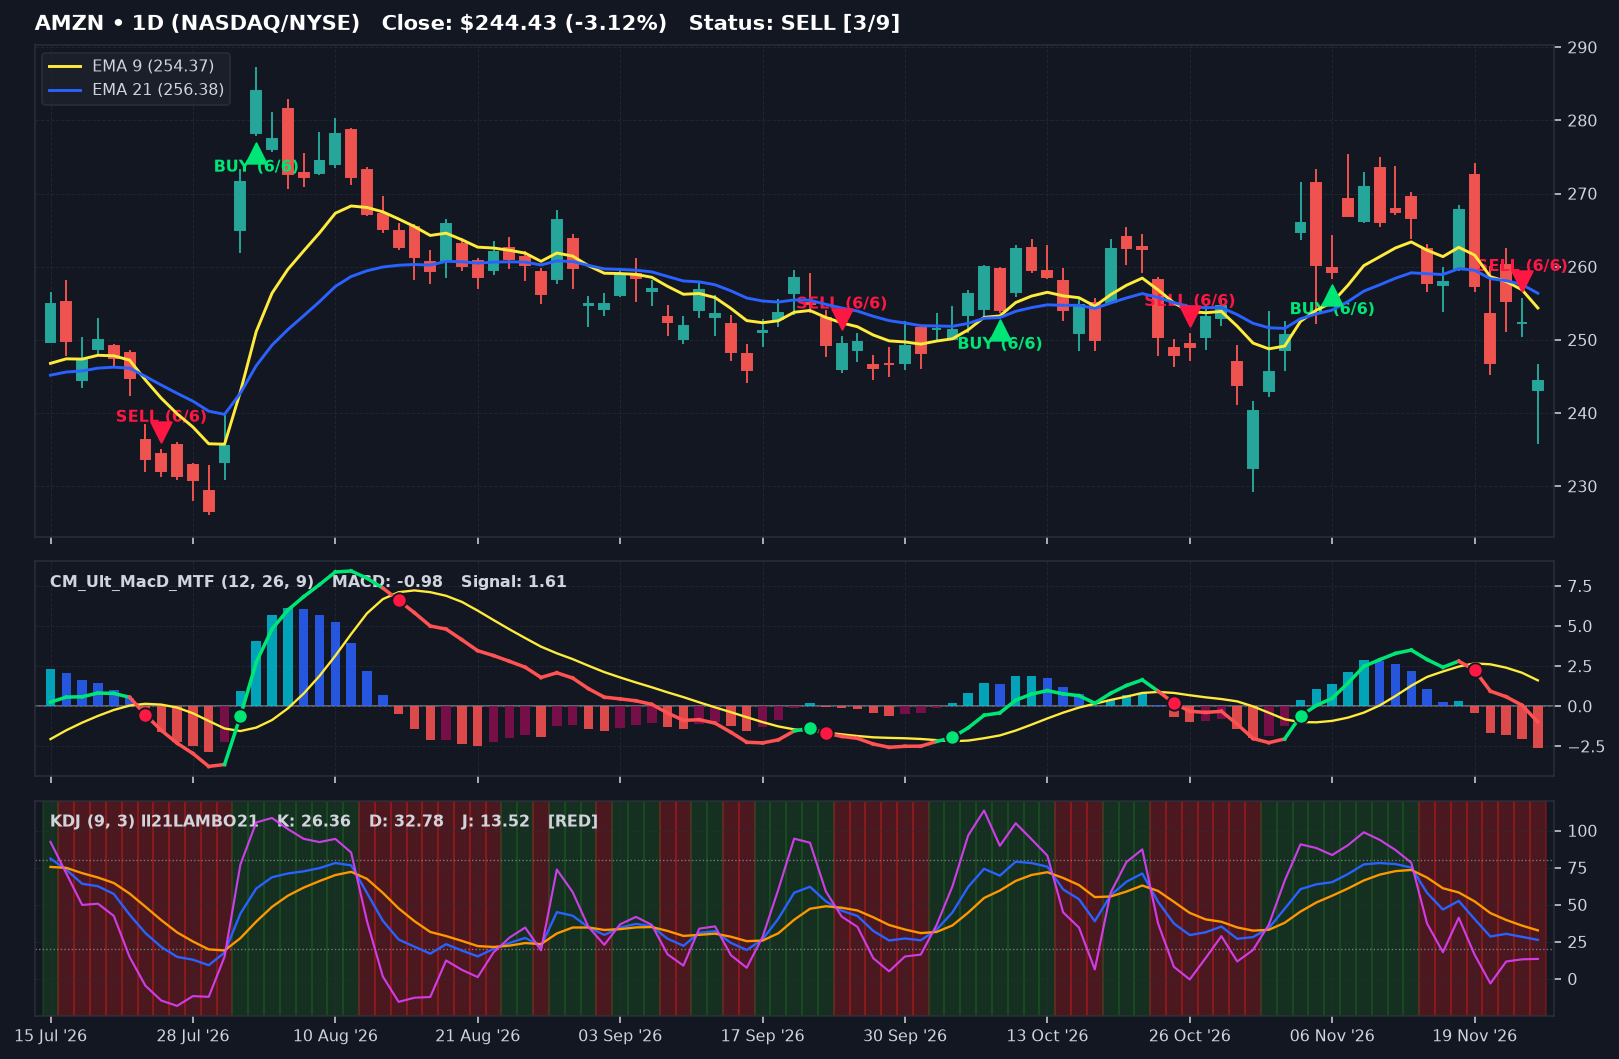 AMZN • 1D (NASDAQ/NYSE)   Close: $244.43 (-3.12%)   Status: SELL [3/9]
EMA 9 (254.37)
EMA 21 (256.38)
290
280
270
260
250
240
230
BUY (6/6)
SELL (6/6)
SELL (6/6)
BUY (6/6)
SELL (6/6)
BUY (6/6)
SELL (6/6)
CM_Ult_MacD_MTF (12, 26, 9)   MACD: -0.98   Signal: 1.61
7.5
5.0
2.5
0.0
−2.5
KDJ (9, 3) II21LAMBO21   K: 26.36   D: 32.78   J: 13.52   [RED]
100
75
50
25
0
15 Jul '26
28 Jul '26
10 Aug '26
21 Aug '26
03 Sep '26
17 Sep '26
30 Sep '26
13 Oct '26
26 Oct '26
06 Nov '26
19 Nov '26